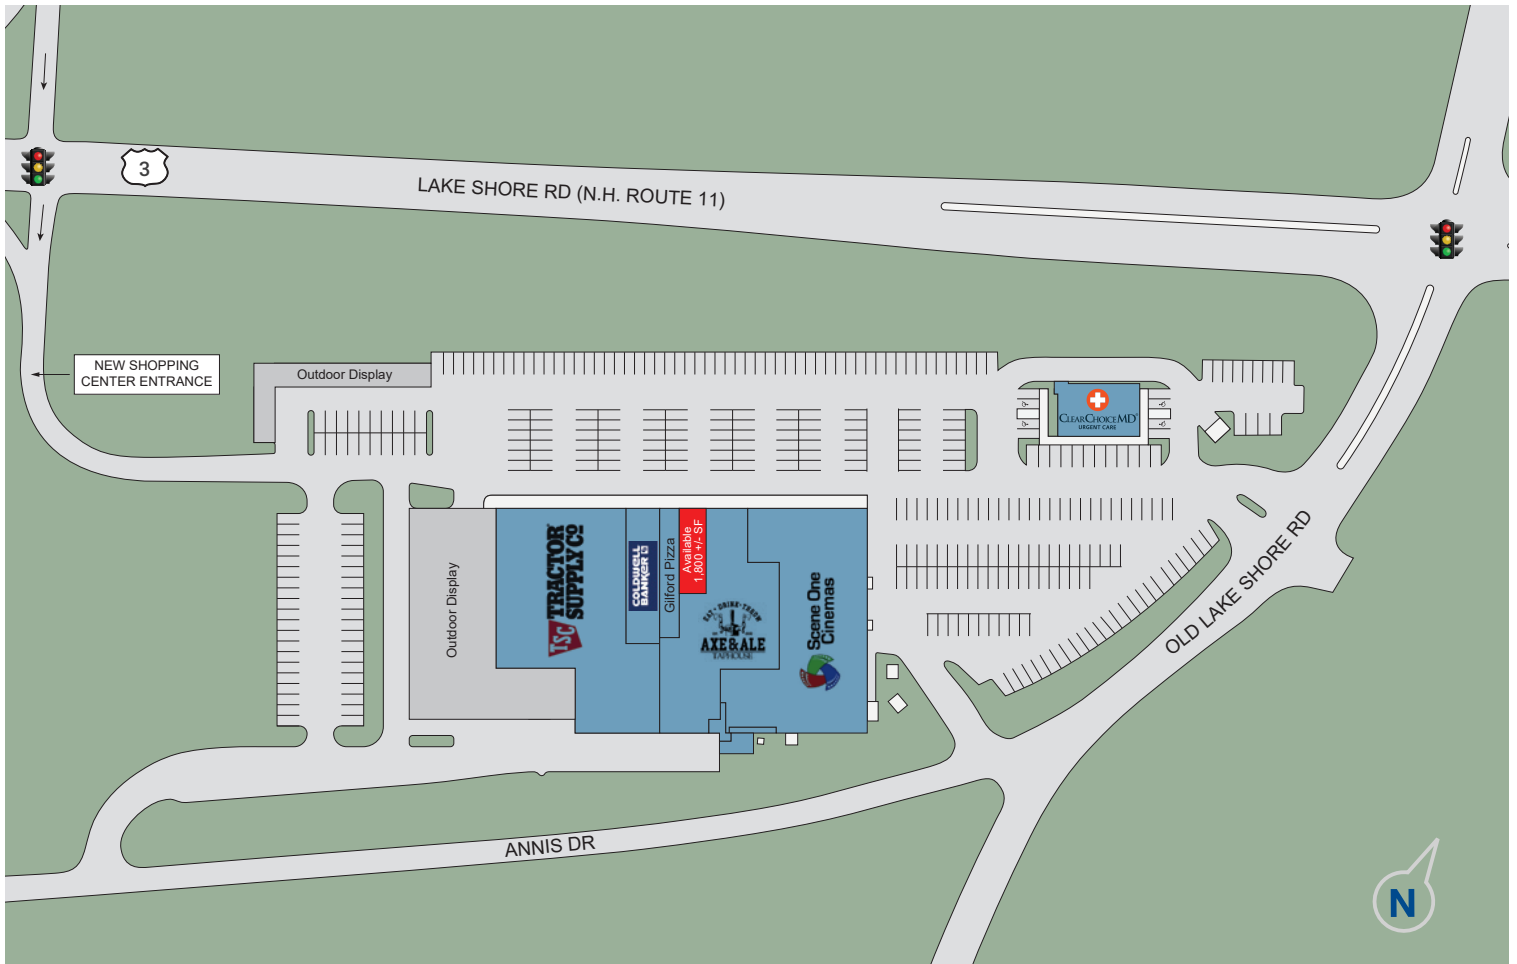 3
LAKE SHORE RD (N.H. ROUTE 11)
NEW SHOPPING
CENTER ENTRANCE
Outdoor Display
CLEARCHOICEMD
URGENT CARE
Outdoor Display
TSC
TRACTOR
SUPPLY CO
COLDWELL
BANKER
Gilford Pizza
Available
1,800 +/- SF
EAT • DRINK • THROW
AXE&ALE
TAPHOUSE
Scene One
Cinemas
OLD LAKE SHORE RD
ANNIS DR
N